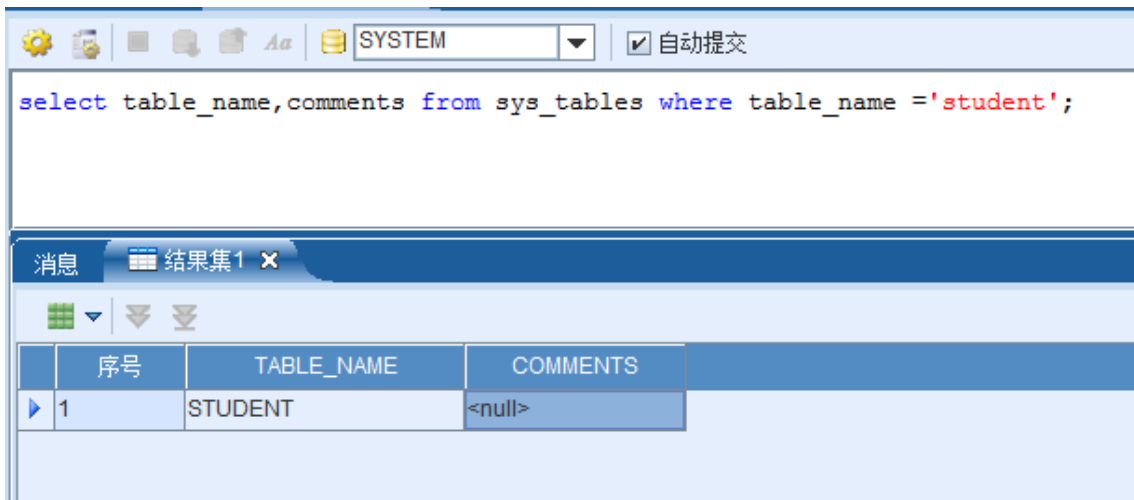 Aa SYSTEM 自动提交
select table_name,comments from sys_tables where table_name ='student';
消息 结果集1
序号 TABLE_NAME COMMENTS
1 STUDENT <null>